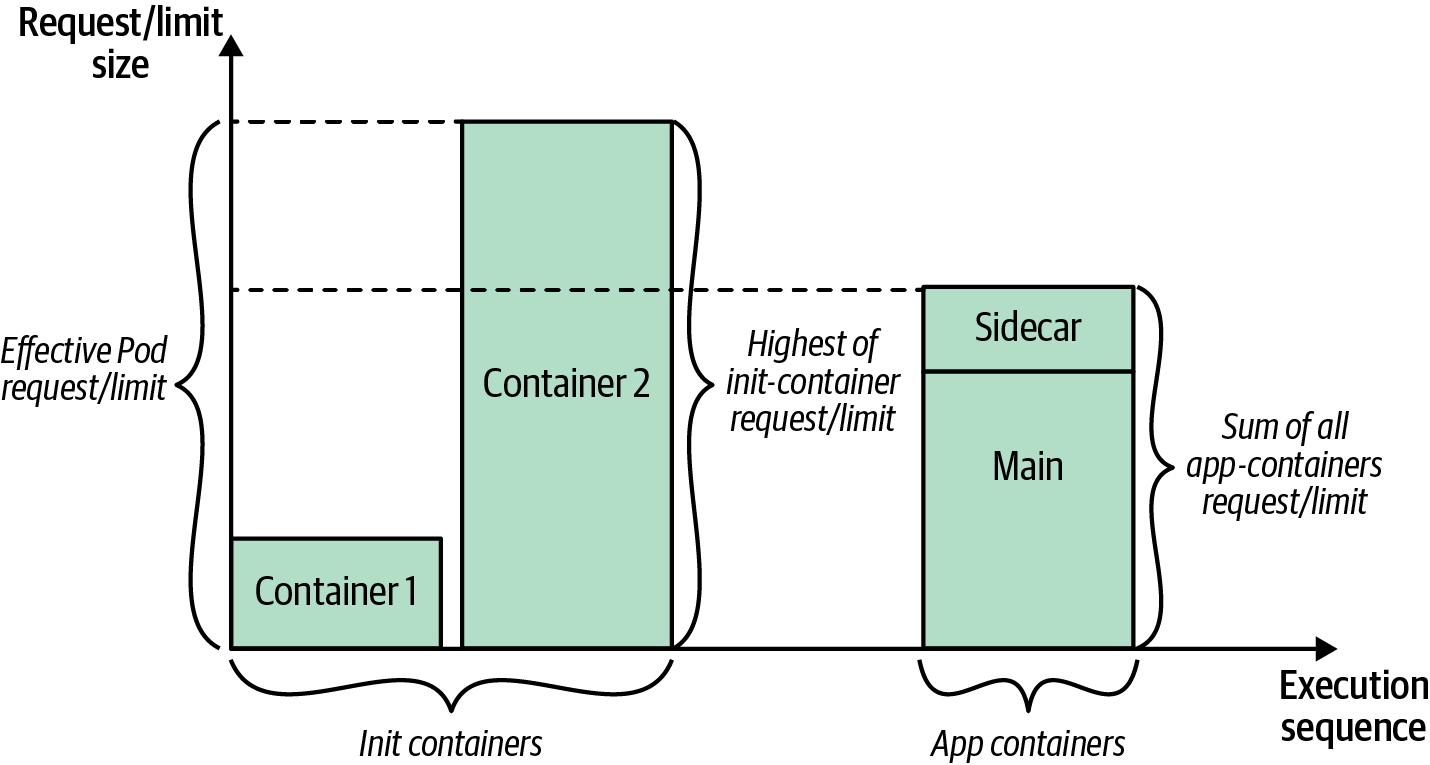 Request/limit
size
Effective Pod
request/limit
Container 1
Container 2
Highest of
init-container
request/limit
Sidecar
Main
Sum of all
app-containers
request/limit
Init containers
App containers
Execution
sequence